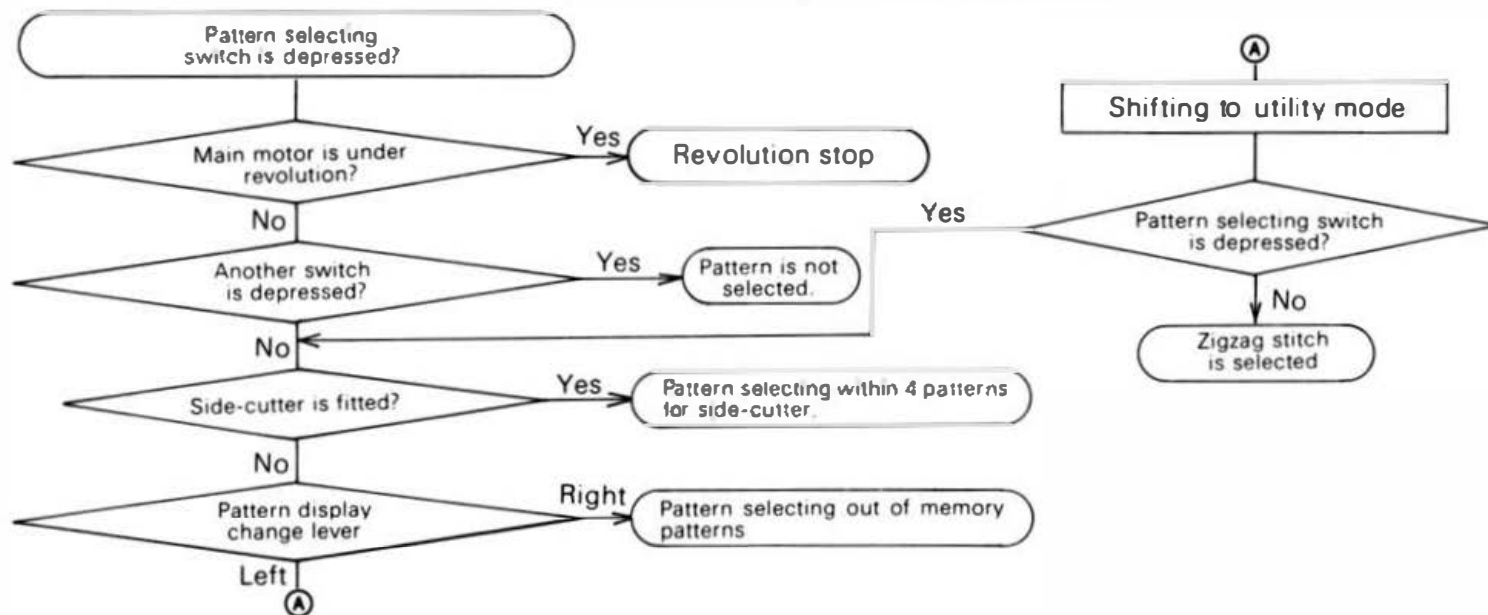 Pattern selecting
switch is depressed?
Main motor is under
revolution?
Yes
Revolution stop
No
Another switch
is depressed?
Yes
Pattern is not
selected.
No
Side-cutter is fitted?
Yes
Pattern selecting within 4 patterns
for side-cutter.
No
Pattern display
change lever
Right
Pattern selecting out of memory
patterns
Left
A
A
Shifting to utility mode
Yes
Pattern selecting switch
is depressed?
No
Zigzag stitch
is selected